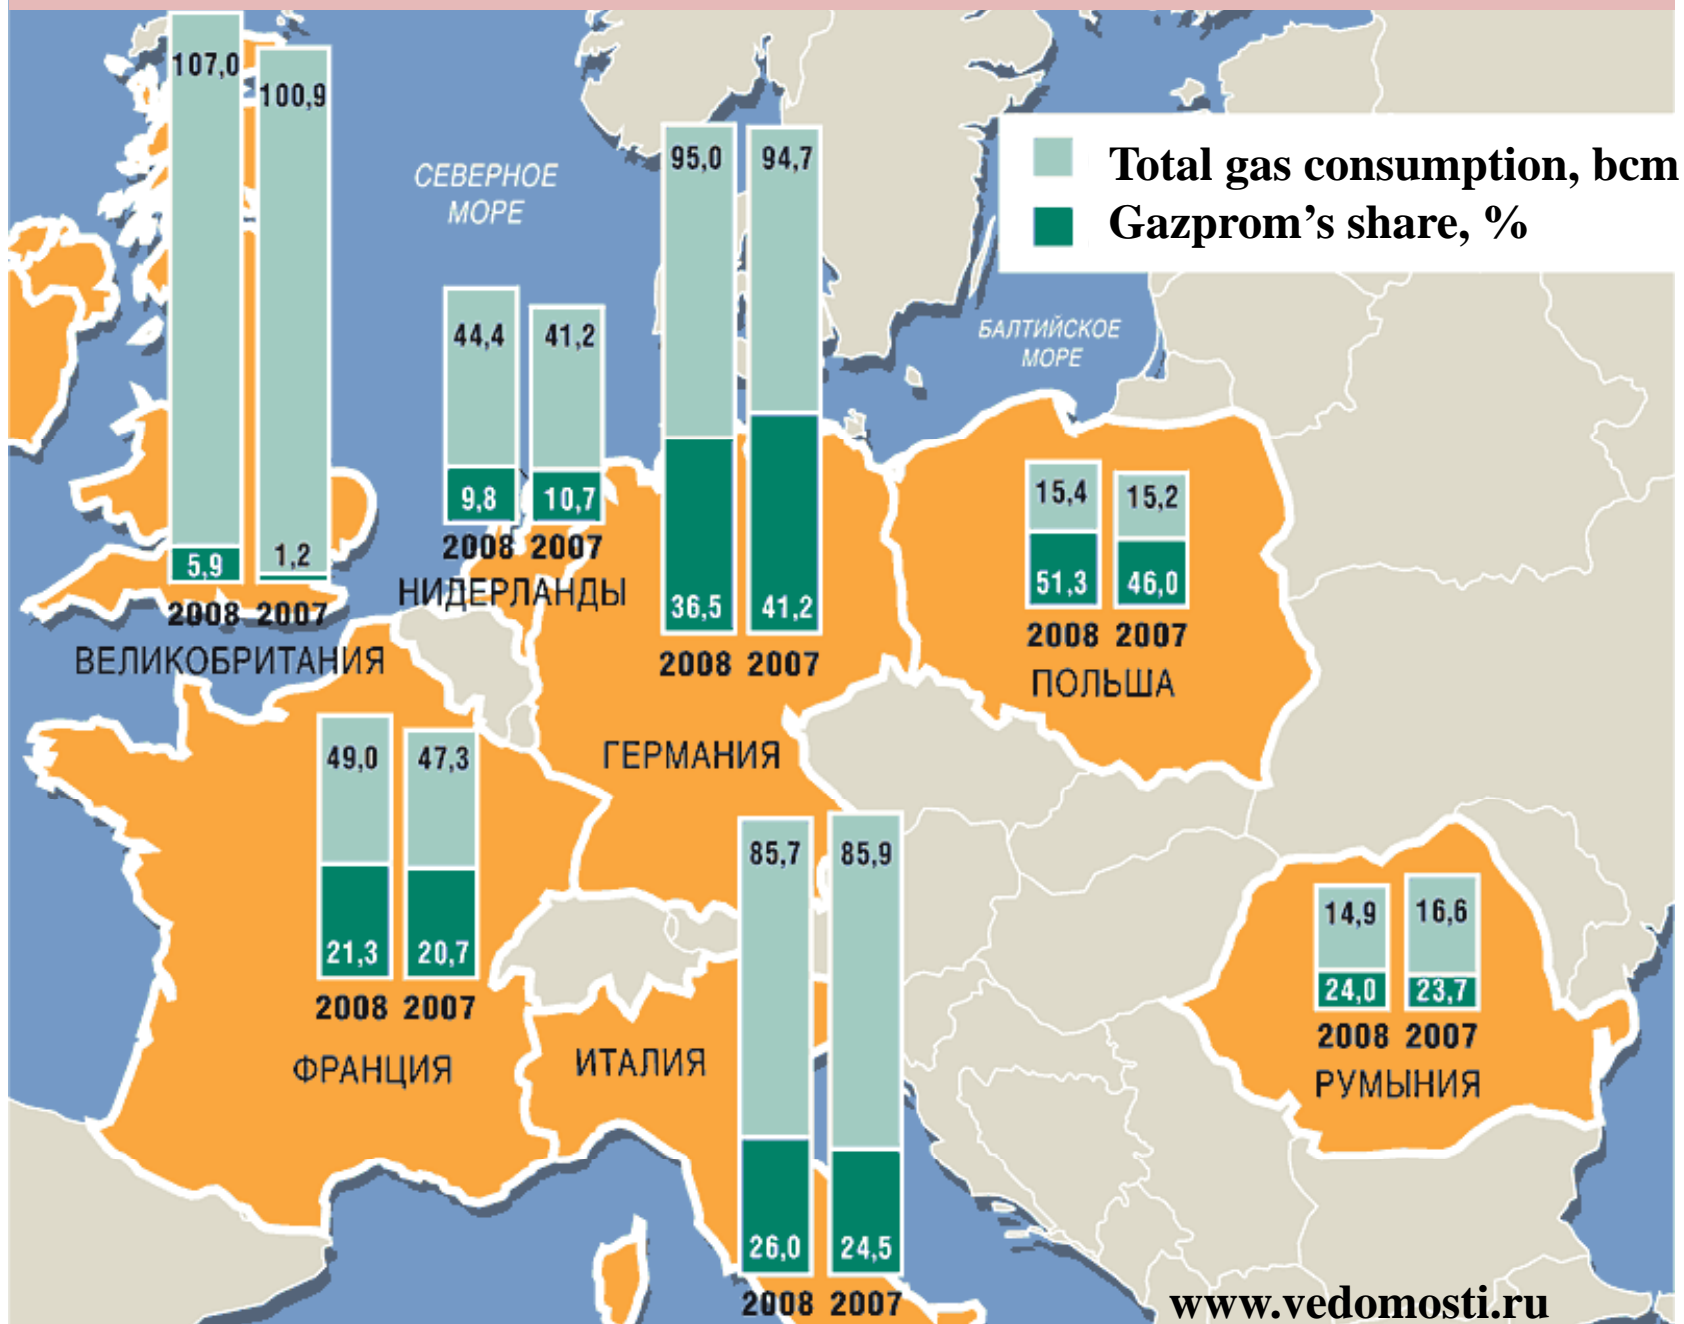 107,0
100,9
5,9
1,2
2008 2007
ВЕЛИКОБРИТАНИЯ
СЕВЕРНОЕ
МОРЕ
44,4
41,2
9,8
10,7
2008 2007
НИДЕРЛАНДЫ
95,0
94,7
36,5
41,2
2008 2007
ГЕРМАНИЯ
Total gas consumption, bcm
Gazprom’s share, %
БАЛТИЙСКОЕ
МОРЕ
15,4
15,2
51,3
46,0
2008 2007
ПОЛЬША
49,0
47,3
21,3
20,7
2008 2007
ФРАНЦИЯ
85,7
85,9
26,0
24,5
2008 2007
ИТАЛИЯ
14,9
16,6
24,0
23,7
2008 2007
РУМЫНИЯ
www.vedomosti.ru